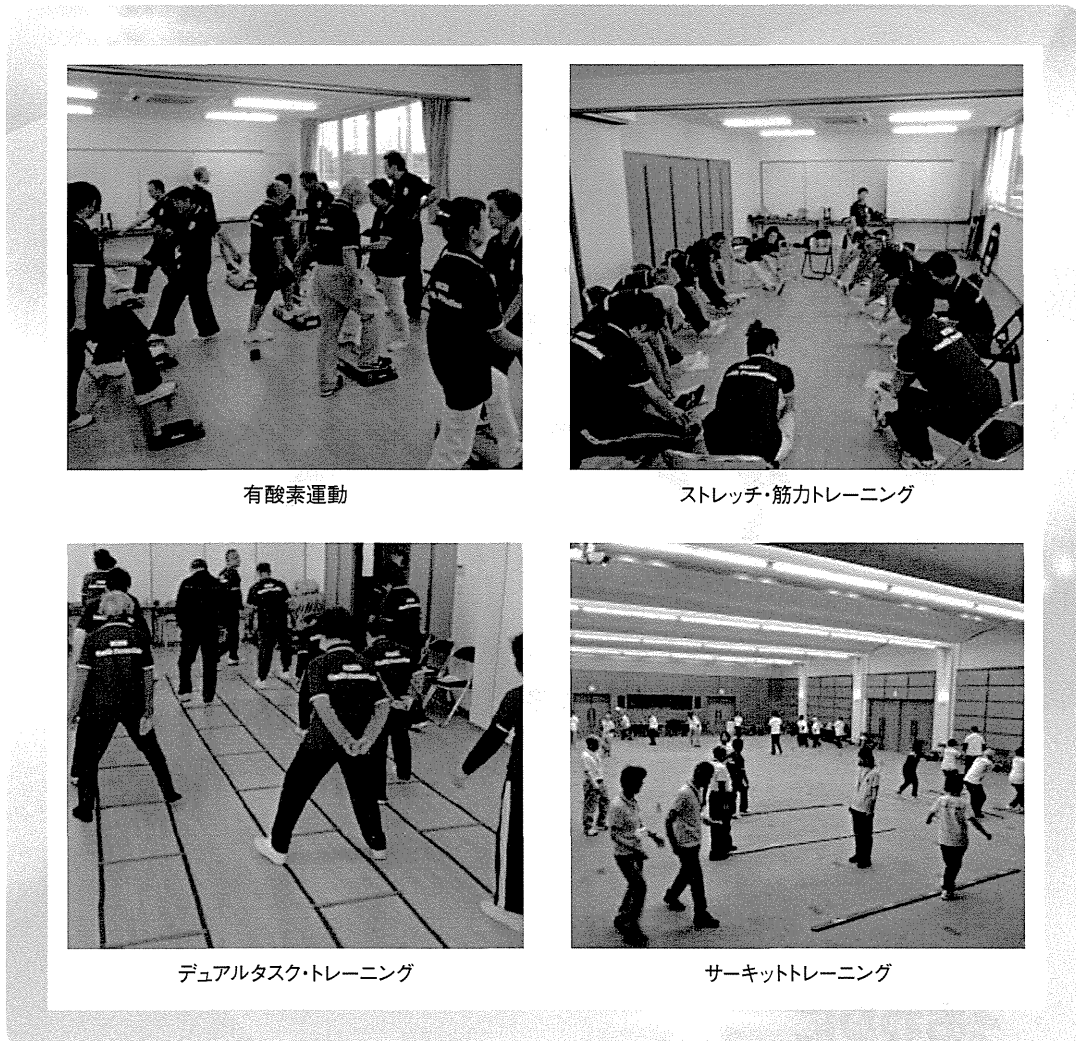 有酸素運動
ストレッチ・筋力トレーニング
デュアルタスク・トレーニング
サーキットトレーニング